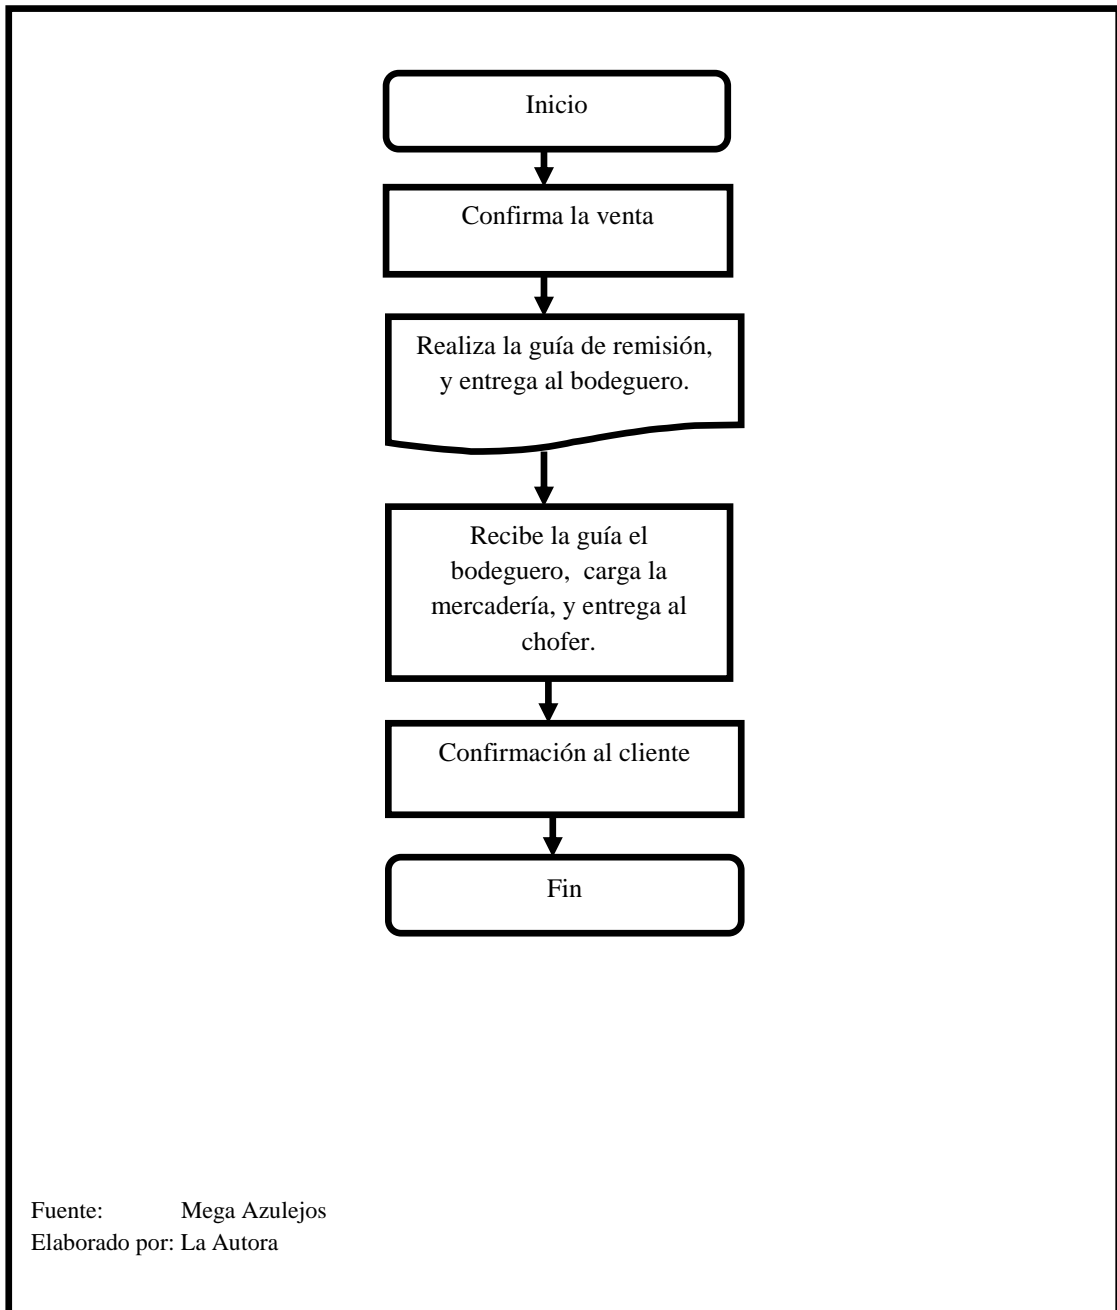 Inicio
Confirma la venta
Realiza la guía de remisión,
y entrega al bodeguero.
Recibe la guía el
bodeguero,  carga la
mercadería, y entrega al
chofer.
Confirmación al cliente
Fin
Fuente: Mega Azulejos
Elaborado por: La Autora